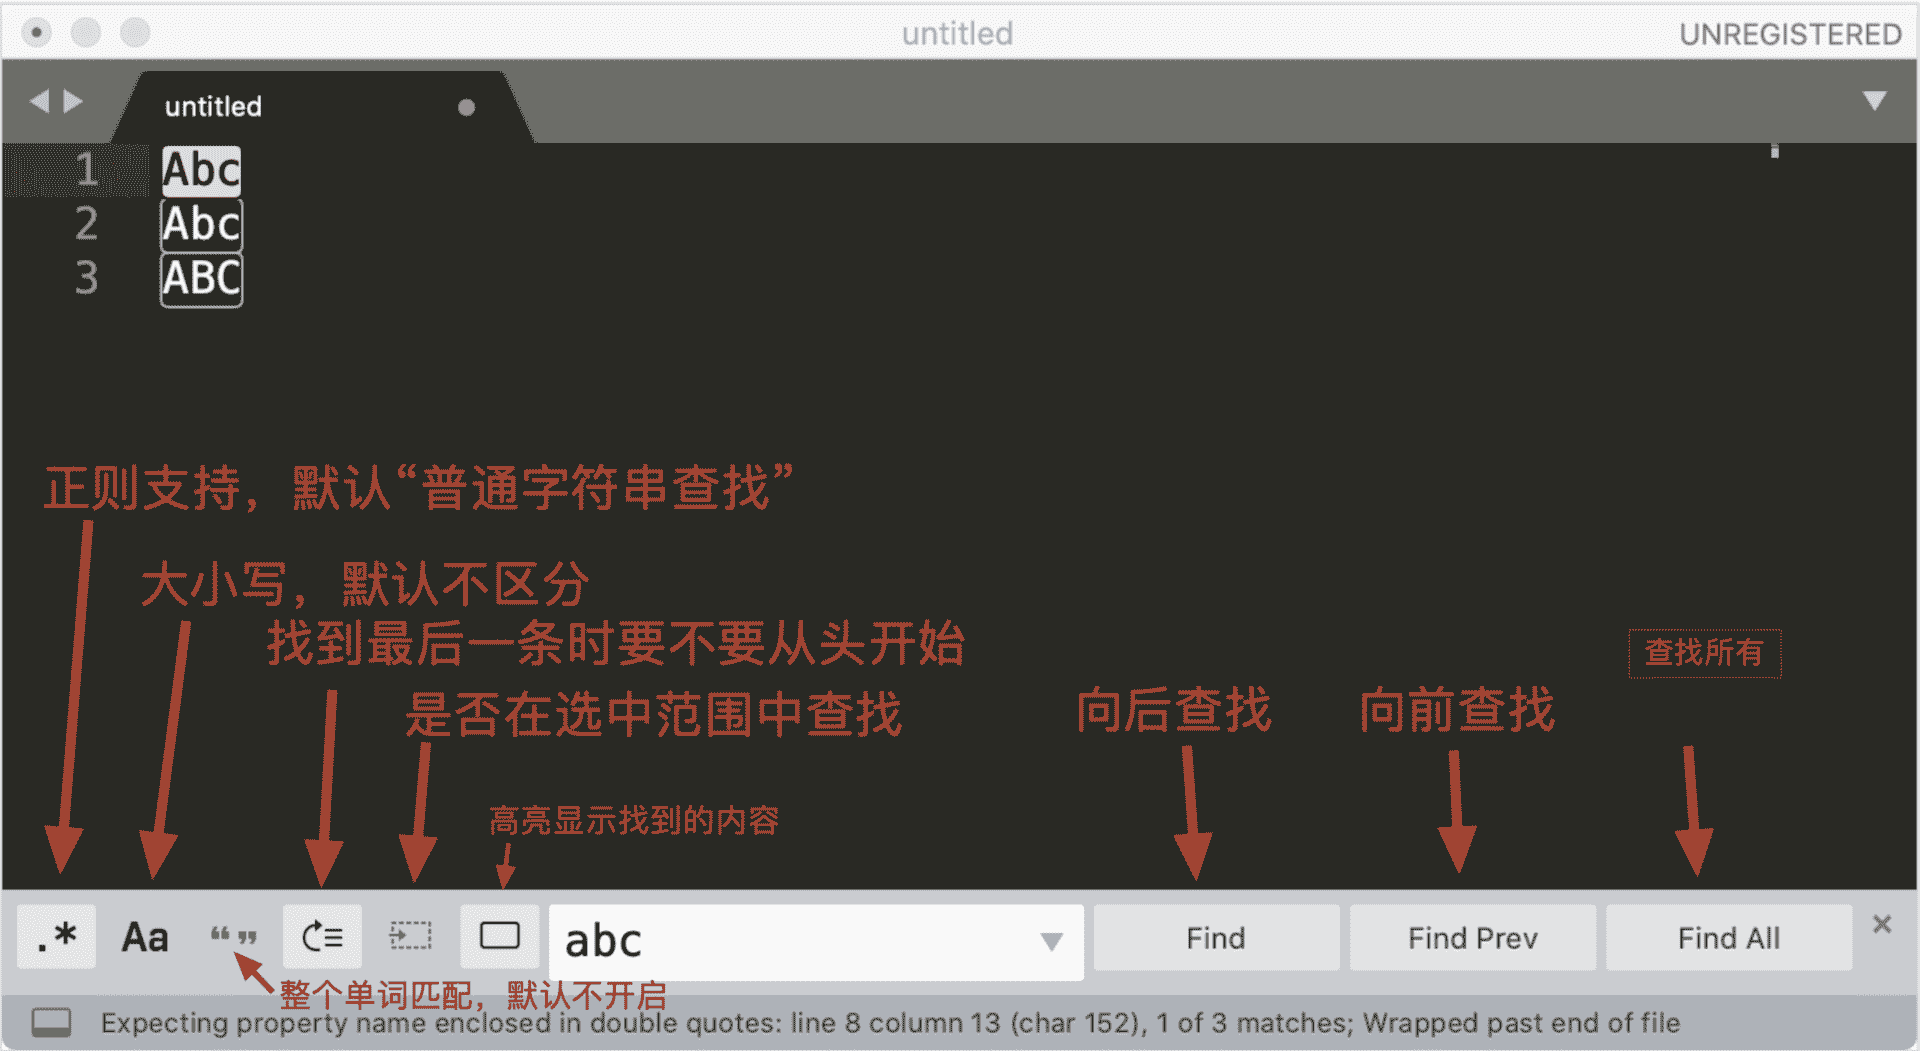 untitled
UNREGISTERED
untitled
1 Abc
2 Abc
3 ABC
正则支持，默认“普通字符串查找”
大小写，默认不区分
找到最后一条时要不要从头开始
查找所有
是否在选中范围中查找
向后查找
向前查找
高亮显示找到的内容
.* Aa “” abc Find Find Prev Find All ×
整个单词匹配，默认不开启
Expecting property name enclosed in double quotes: line 8 column 13 (char 152), 1 of 3 matches; Wrapped past end of file